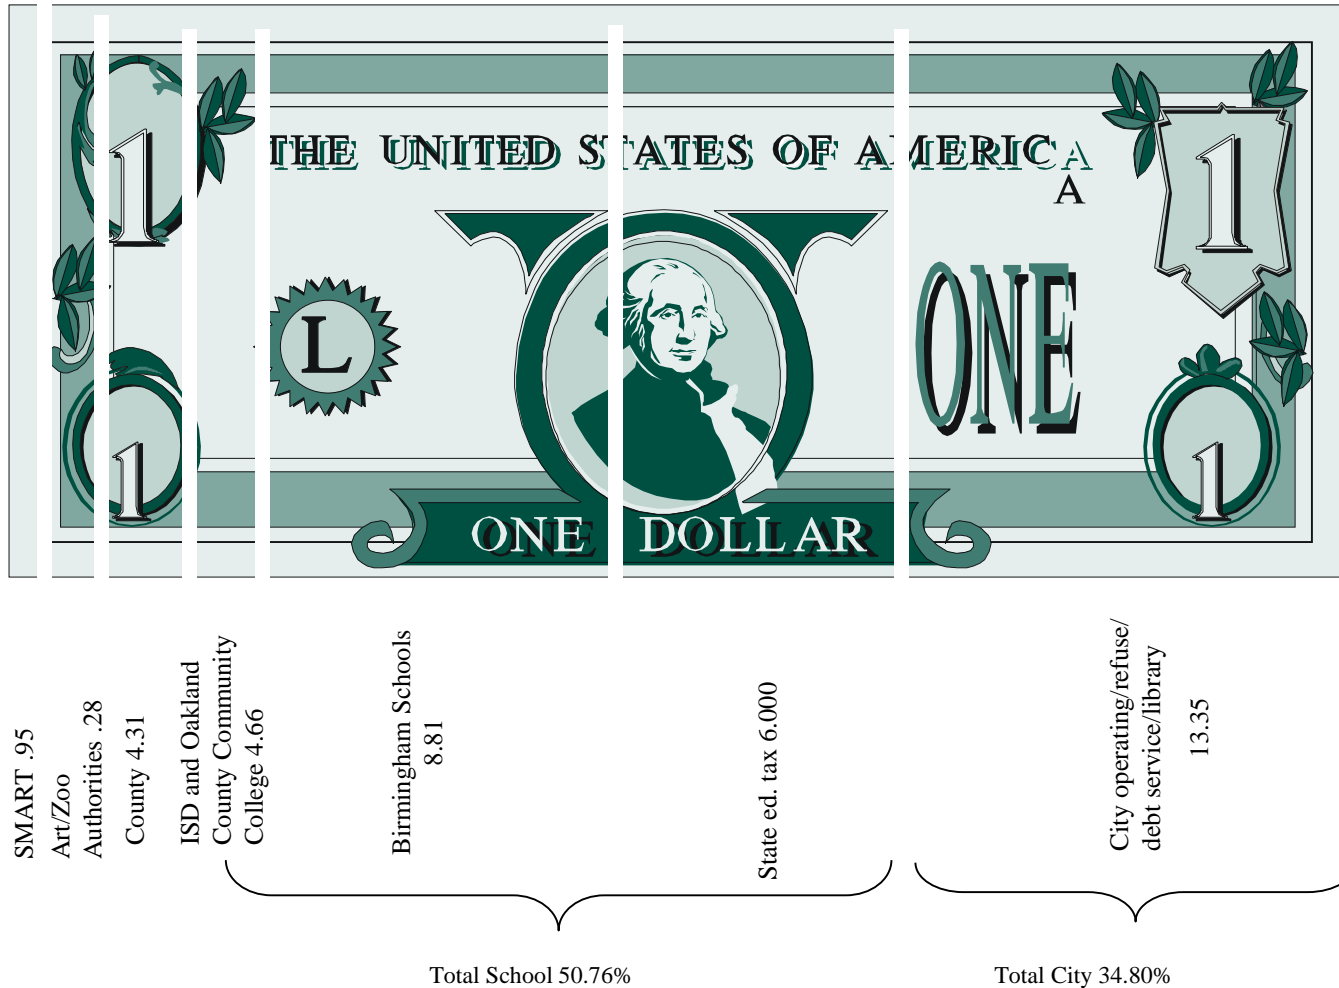 1
1
THE UNITED STATES OF AMERICA
A
L
ONE
1
1
ONE DOLLAR
SMART .95
Art/Zoo
Authorities .28
County 4.31
ISD and Oakland
County Community
College 4.66
Birmingham Schools
8.81
State ed. tax 6.000
City operating/refuse/
debt service/library
13.35
Total School 50.76%
Total City 34.80%